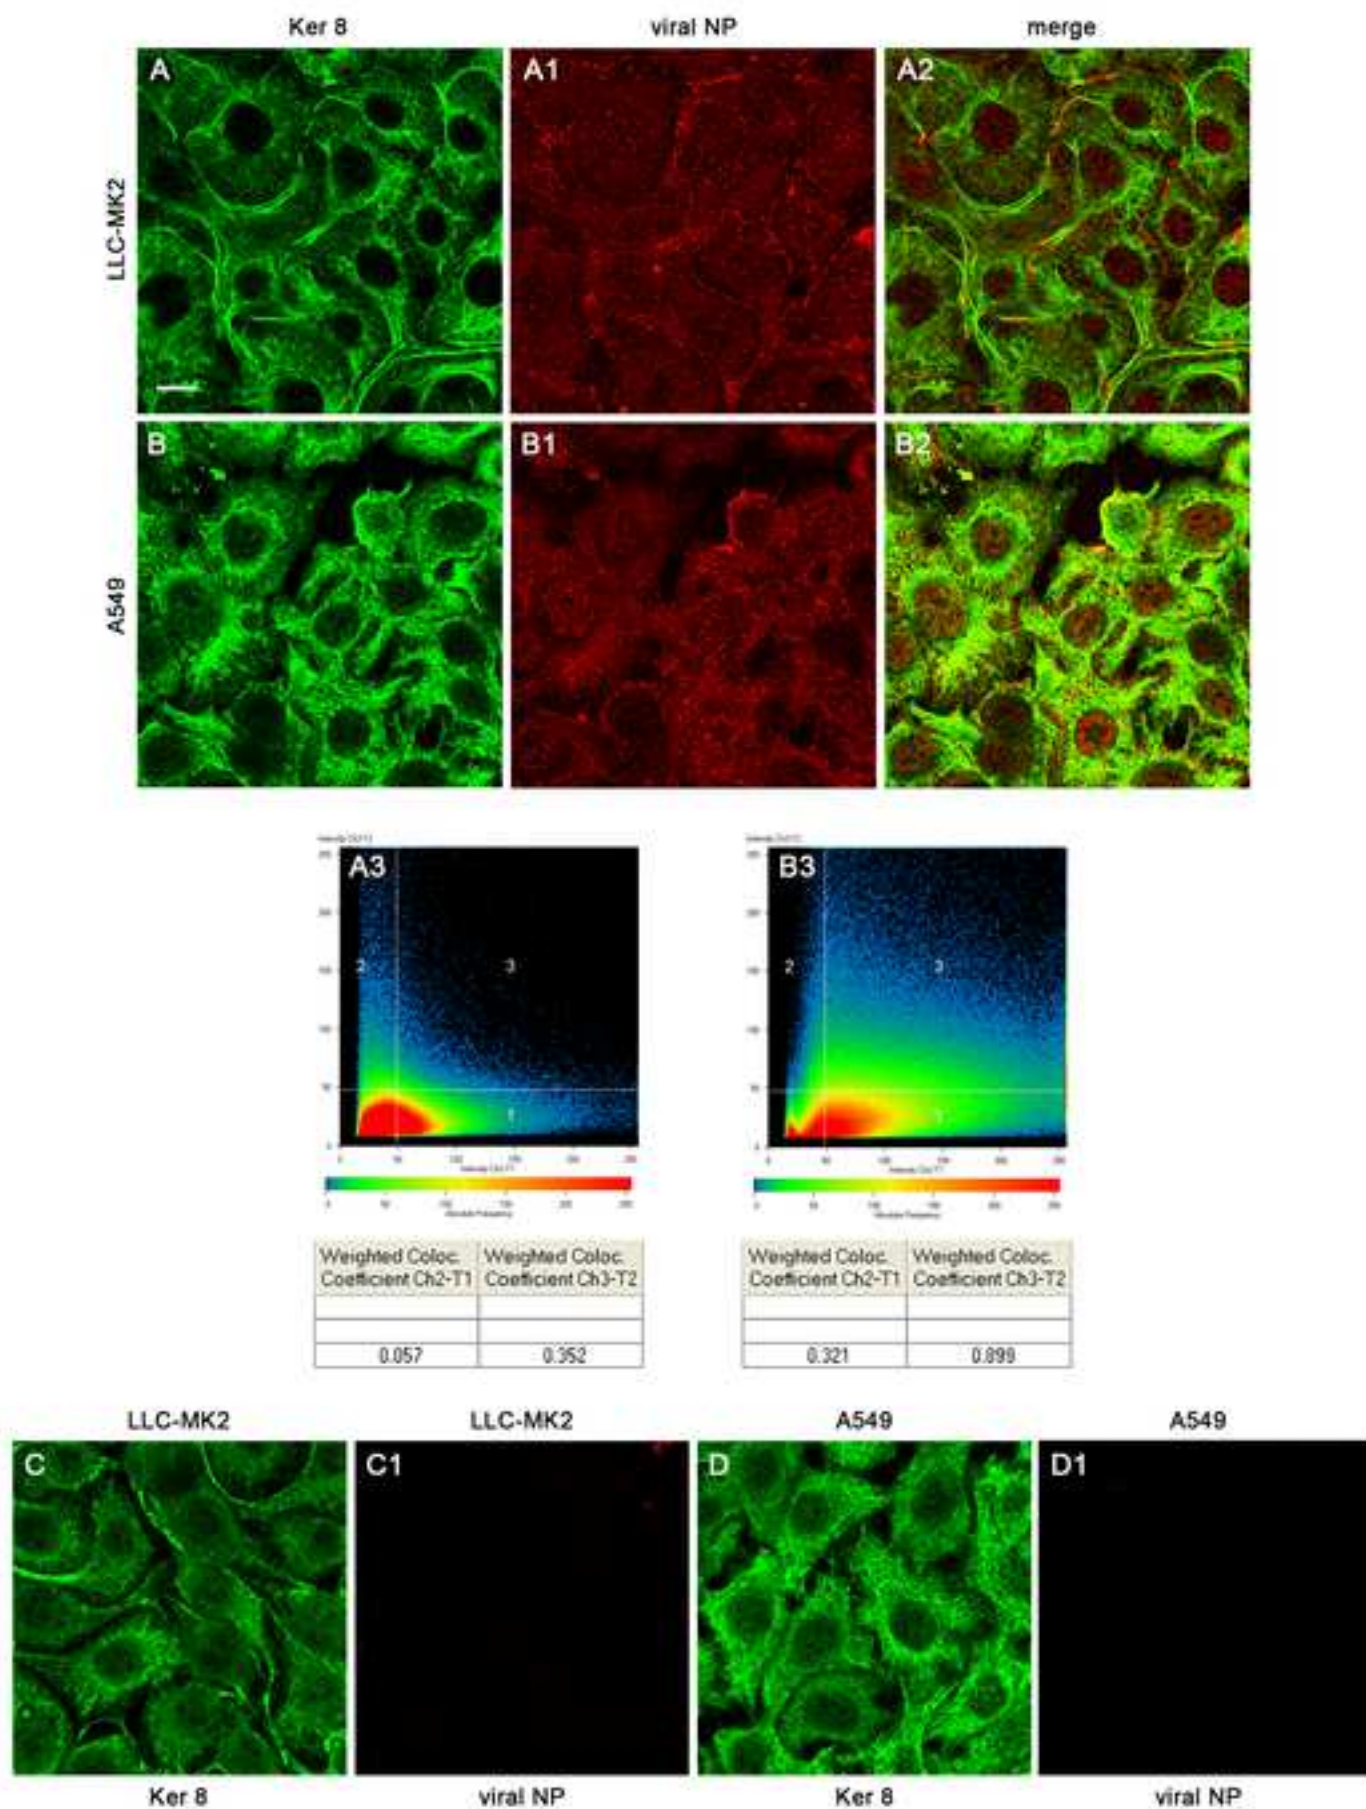 Ker 8 viral NP merge
LLC-MK2
A A1 A2
A549
B B1 B2
A3 B3
2 3 2 3
1
Weighted Coloc. Weighted Coloc. Weighted Coloc. Weighted Coloc.
Coefficient Ch2-T1 Coefficient Ch3-T2 Coefficient Ch2-T1 Coefficient Ch3-T2
0.057 0.352 0.321 0.899
LLC-MK2 LLC-MK2 A549 A549
C C1 D D1
Ker 8 viral NP Ker 8 viral NP